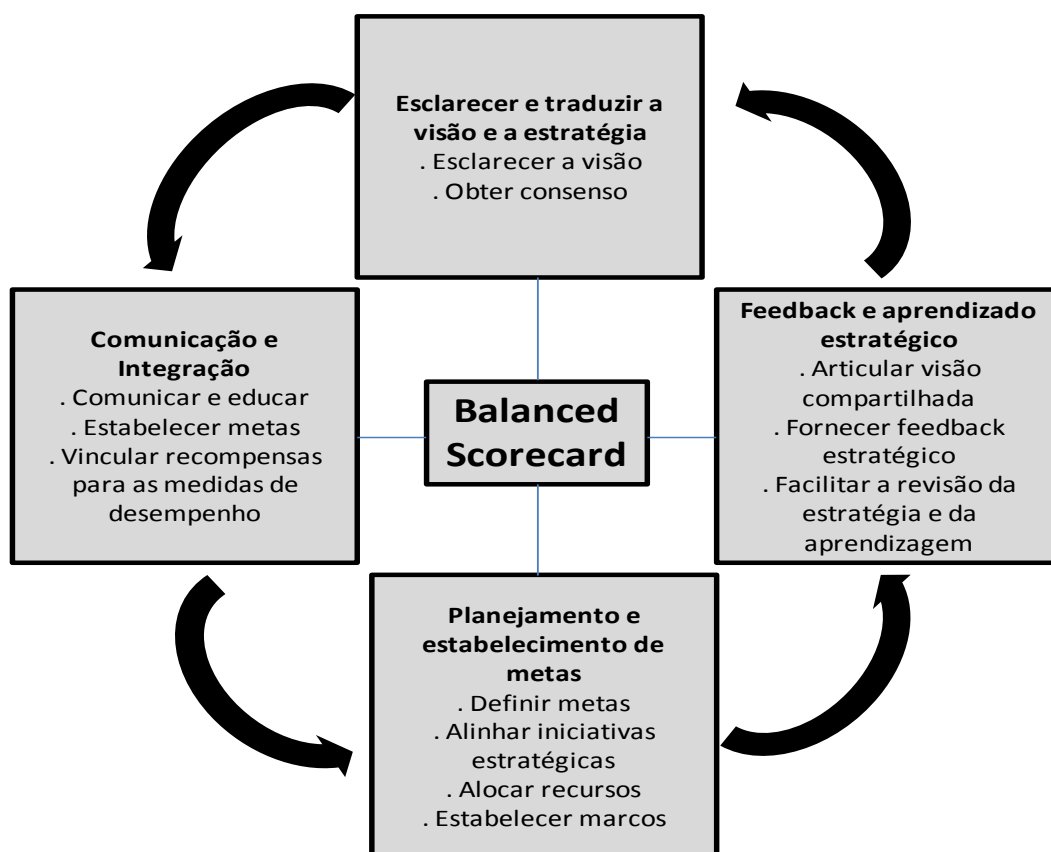 Esclarecer e traduzir a
visão e a estratégia
. Esclarecer a visão
. Obter consenso
Comunicação e
Integração
. Comunicar e educar
. Estabelecer metas
. Vincular recompensas
para as medidas de
desempenho
Balanced
Scorecard
Feedback e aprendizado
estratégico
. Articular visão
compartilhada
. Fornecer feedback
estratégico
. Facilitar a revisão da
estratégia e da
aprendizagem
Planejamento e
estabelecimento de
metas
. Definir metas
. Alinhar iniciativas
estratégicas
. Alocar recursos
. Estabelecer marcos